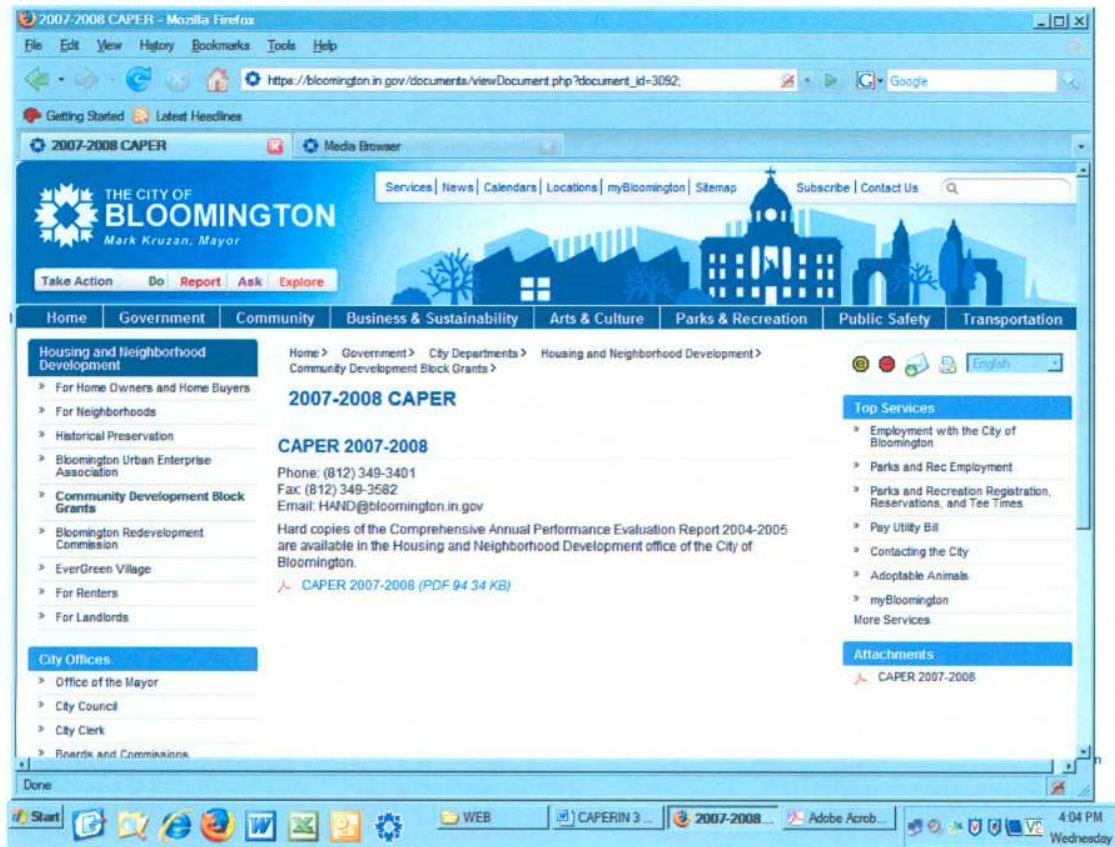 2007-2008 CAPER - Mozilla Firefox
File Edit View History Bookmarks Tools Help
https://bloomington.in.gov/documents/viewDocument.php?document_id=3092;
Google
Getting Started Latest Headlines
2007-2008 CAPER Media Browser
Services | News | Calendars | Locations | myBloomington | Sitemap Subscribe | Contact Us
THE CITY OF
BLOOMINGTON
Mark Kruzan, Mayor
Take Action Do Report Ask Explore
Home Government Community Business & Sustainability Arts & Culture Parks & Recreation Public Safety Transportation
Housing and Neighborhood
Development
» For Home Owners and Home Buyers
» For Neighborhoods
» Historical Preservation
» Bloomington Urban Enterprise
Association
» Community Development Block
Grants
» Bloomington Redevelopment
Commission
» EverGreen Village
» For Renters
» For Landlords
City Offices
» Office of the Mayor
» City Council
» City Clerk
» Boards and Commissions
Home > Government > City Departments > Housing and Neighborhood Development >
Community Development Block Grants >
2007-2008 CAPER
CAPER 2007-2008
Phone: (812) 349-3401
Fax: (812) 349-3582
Email: HAND@bloomington.in.gov
Hard copies of the Comprehensive Annual Performance Evaluation Report 2004-2005
are available in the Housing and Neighborhood Development office of the City of
Bloomington.
CAPER 2007-2008 (PDF 94.34 KB)
English
Top Services
» Employment with the City of
Bloomington
» Parks and Rec Employment
» Parks and Recreation Registration,
Reservations, and Tee Times
» Pay Utility Bill
» Contacting the City
» Adoptable Animals
» myBloomington
More Services
Attachments
CAPER 2007-2008
Done
Start WEB CAPERIN 3 ... 2007-2008... Adobe Acrob... 4:04 PM
Wednesday